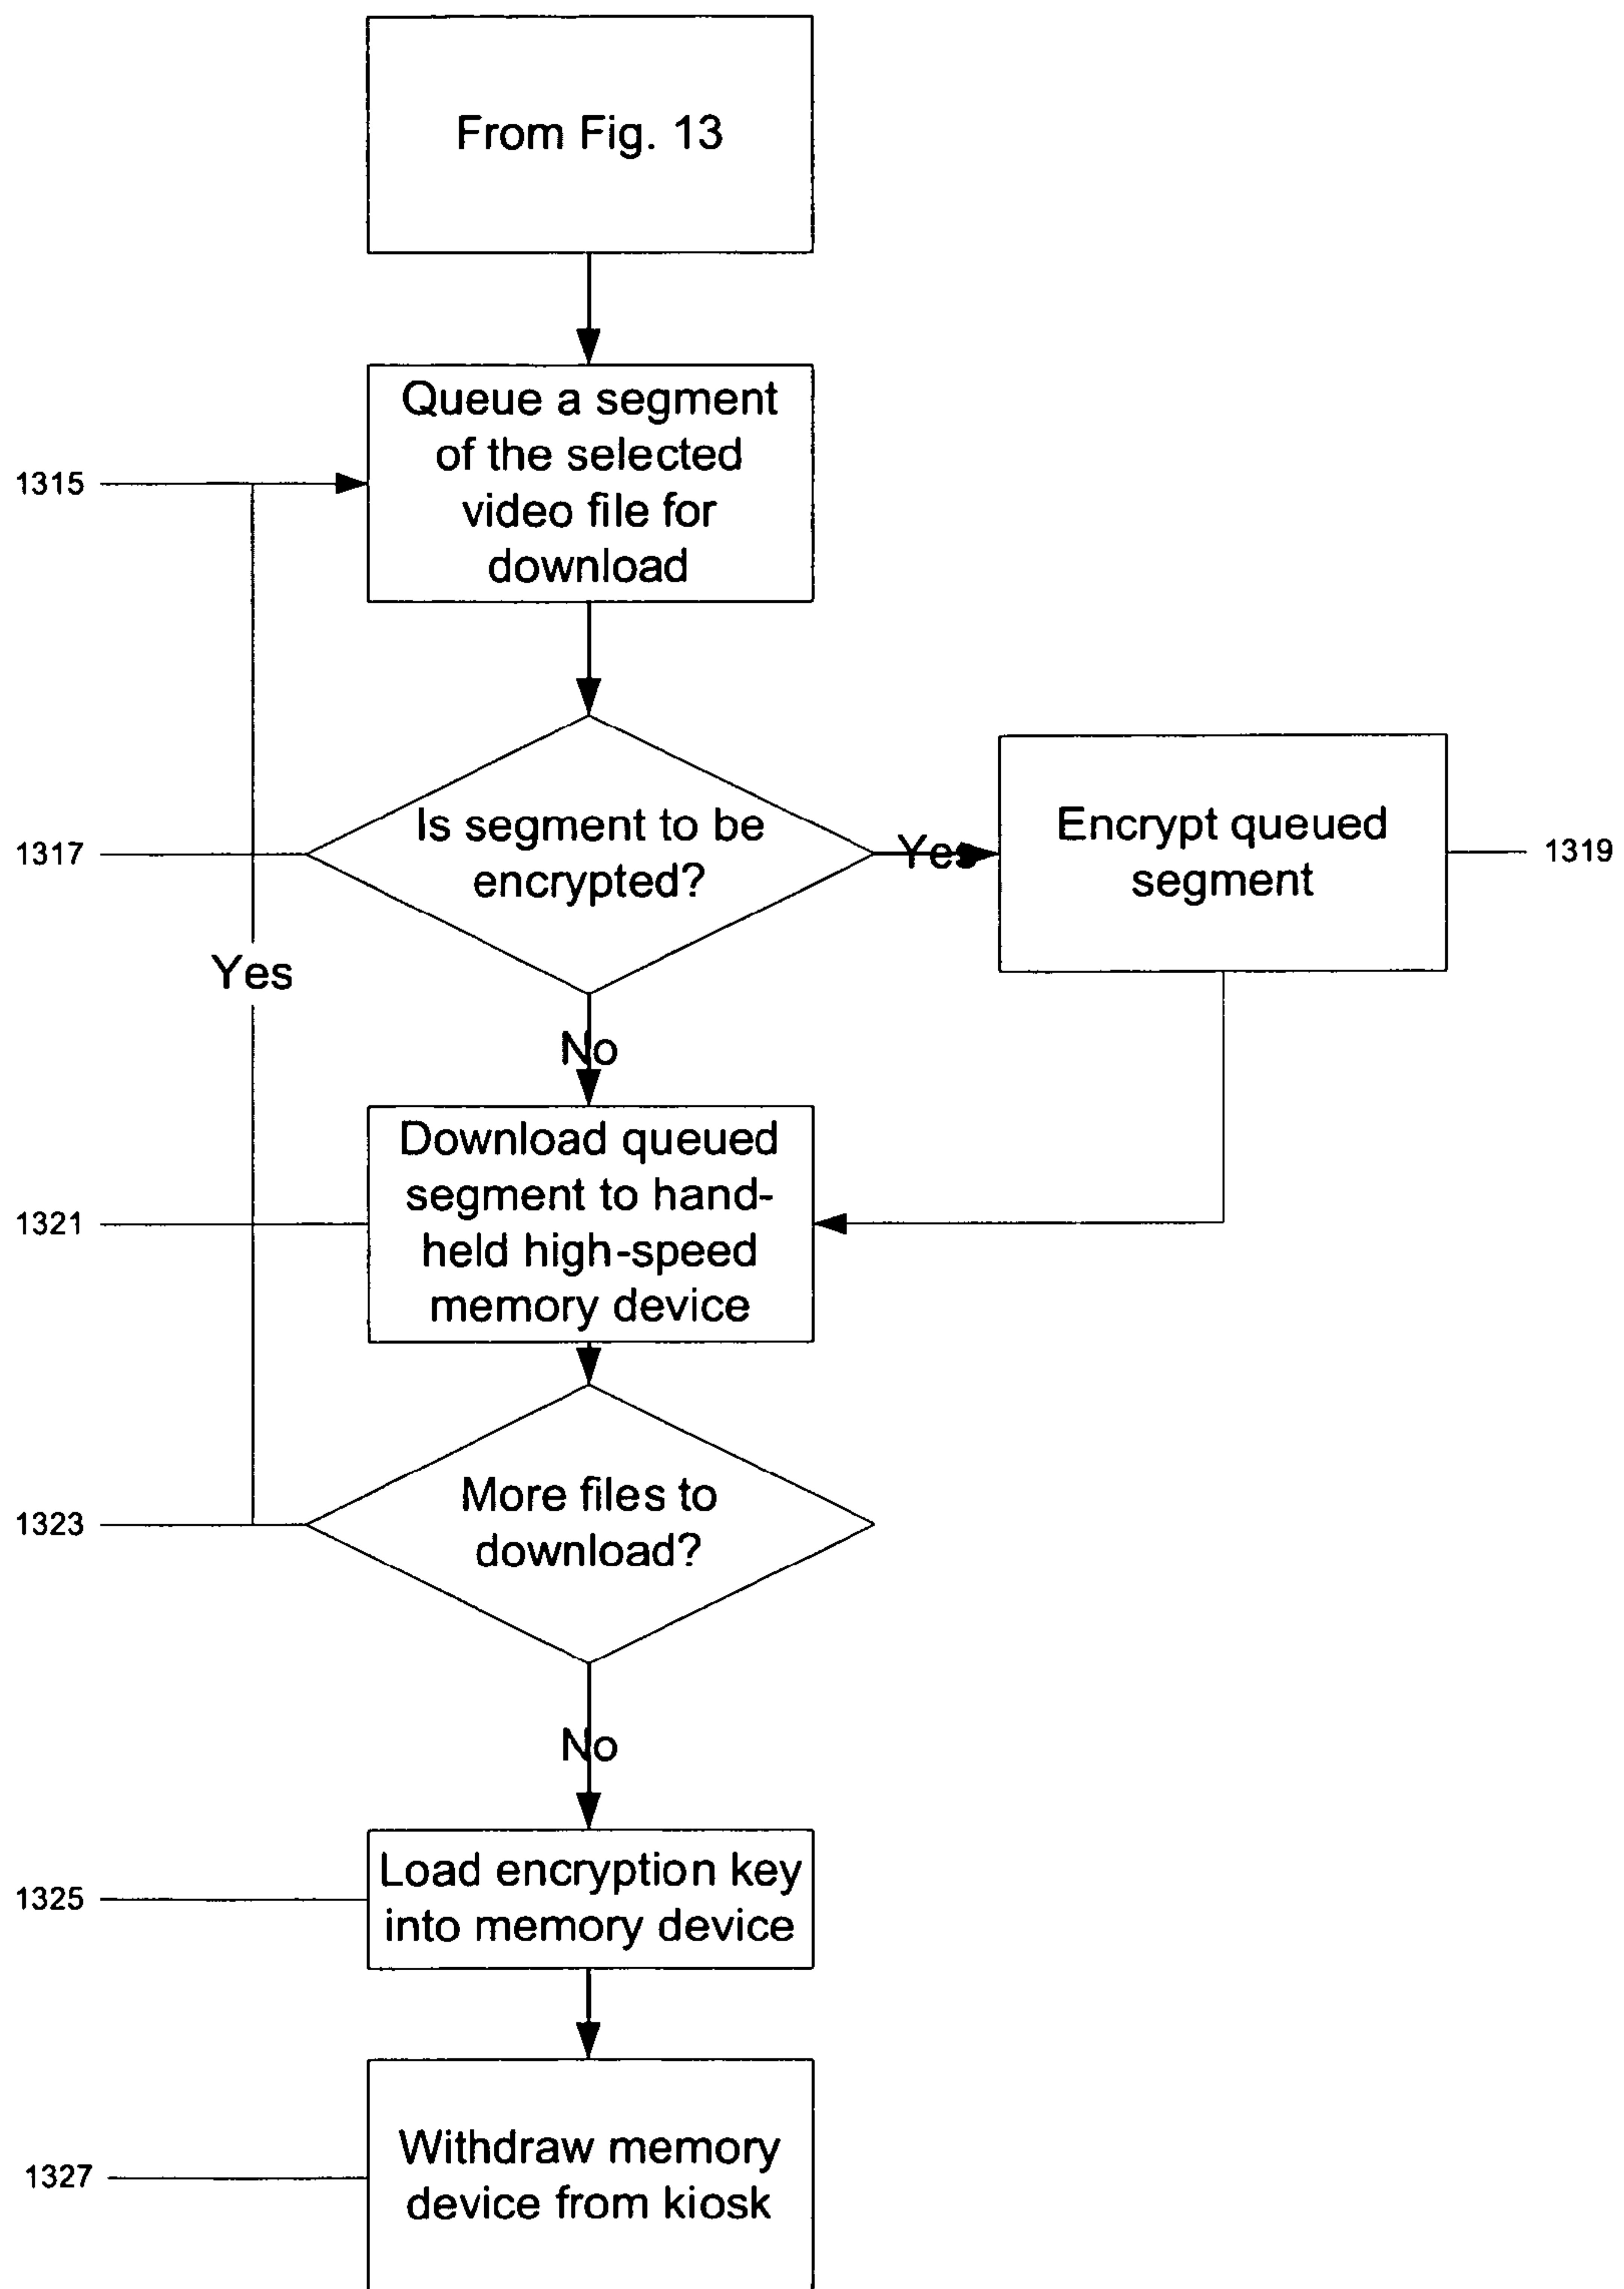 From Fig. 13
Queue a segment
of the selected
video file for
download
1315
Is segment to be
encrypted?
1317
Yes
Encrypt queued
segment
1319
Yes
No
Download queued
segment to hand-
held high-speed
memory device
1321
More files to
download?
1323
No
Load encryption key
into memory device
1325
Withdraw memory
device from kiosk
1327